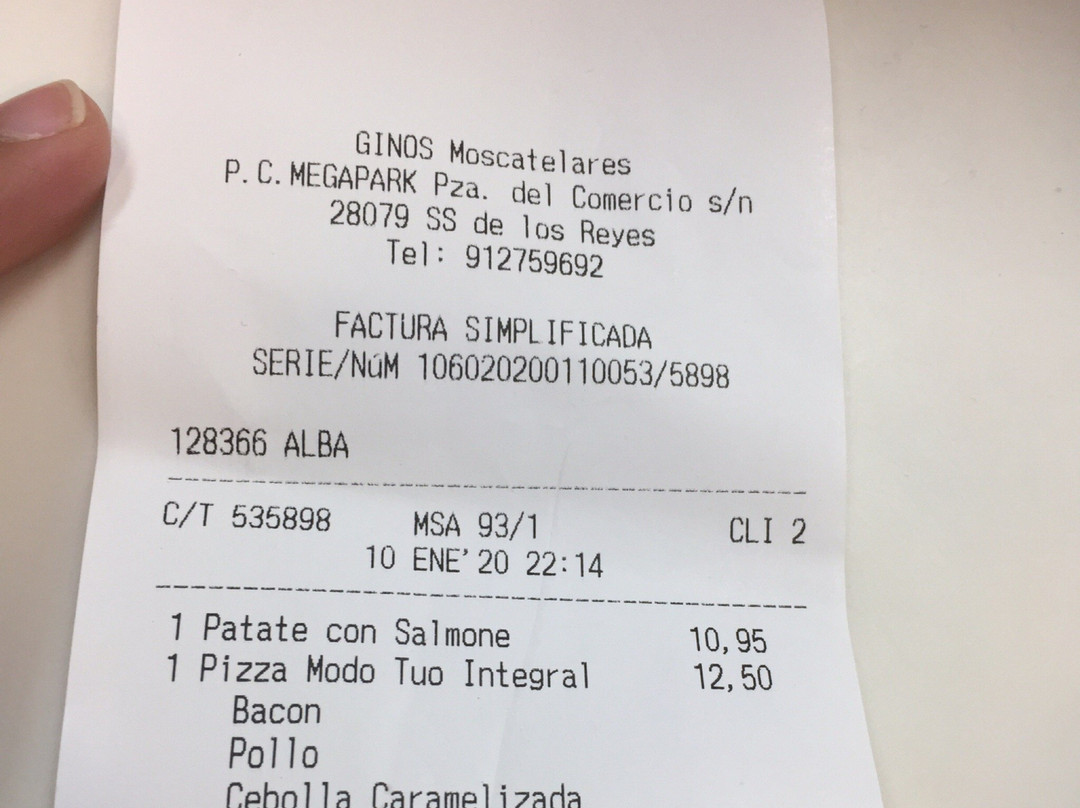 GINOS Moscatelares
P.C.MEGAPARK Pza. del Comercio s/n
28079 SS de los Reyes
Tel: 912759692
FACTURA SIMPLIFICADA
SERIE/NúM 106020200110053/5898
128366 ALBA
C/T 535898 MSA 93/1 CLI 2
10 ENE'20 22:14
1 Patate con Salmone 10,95
1 Pizza Modo Tuo Integral 12,50
Bacon
Pollo
Cebolla Caramelizada